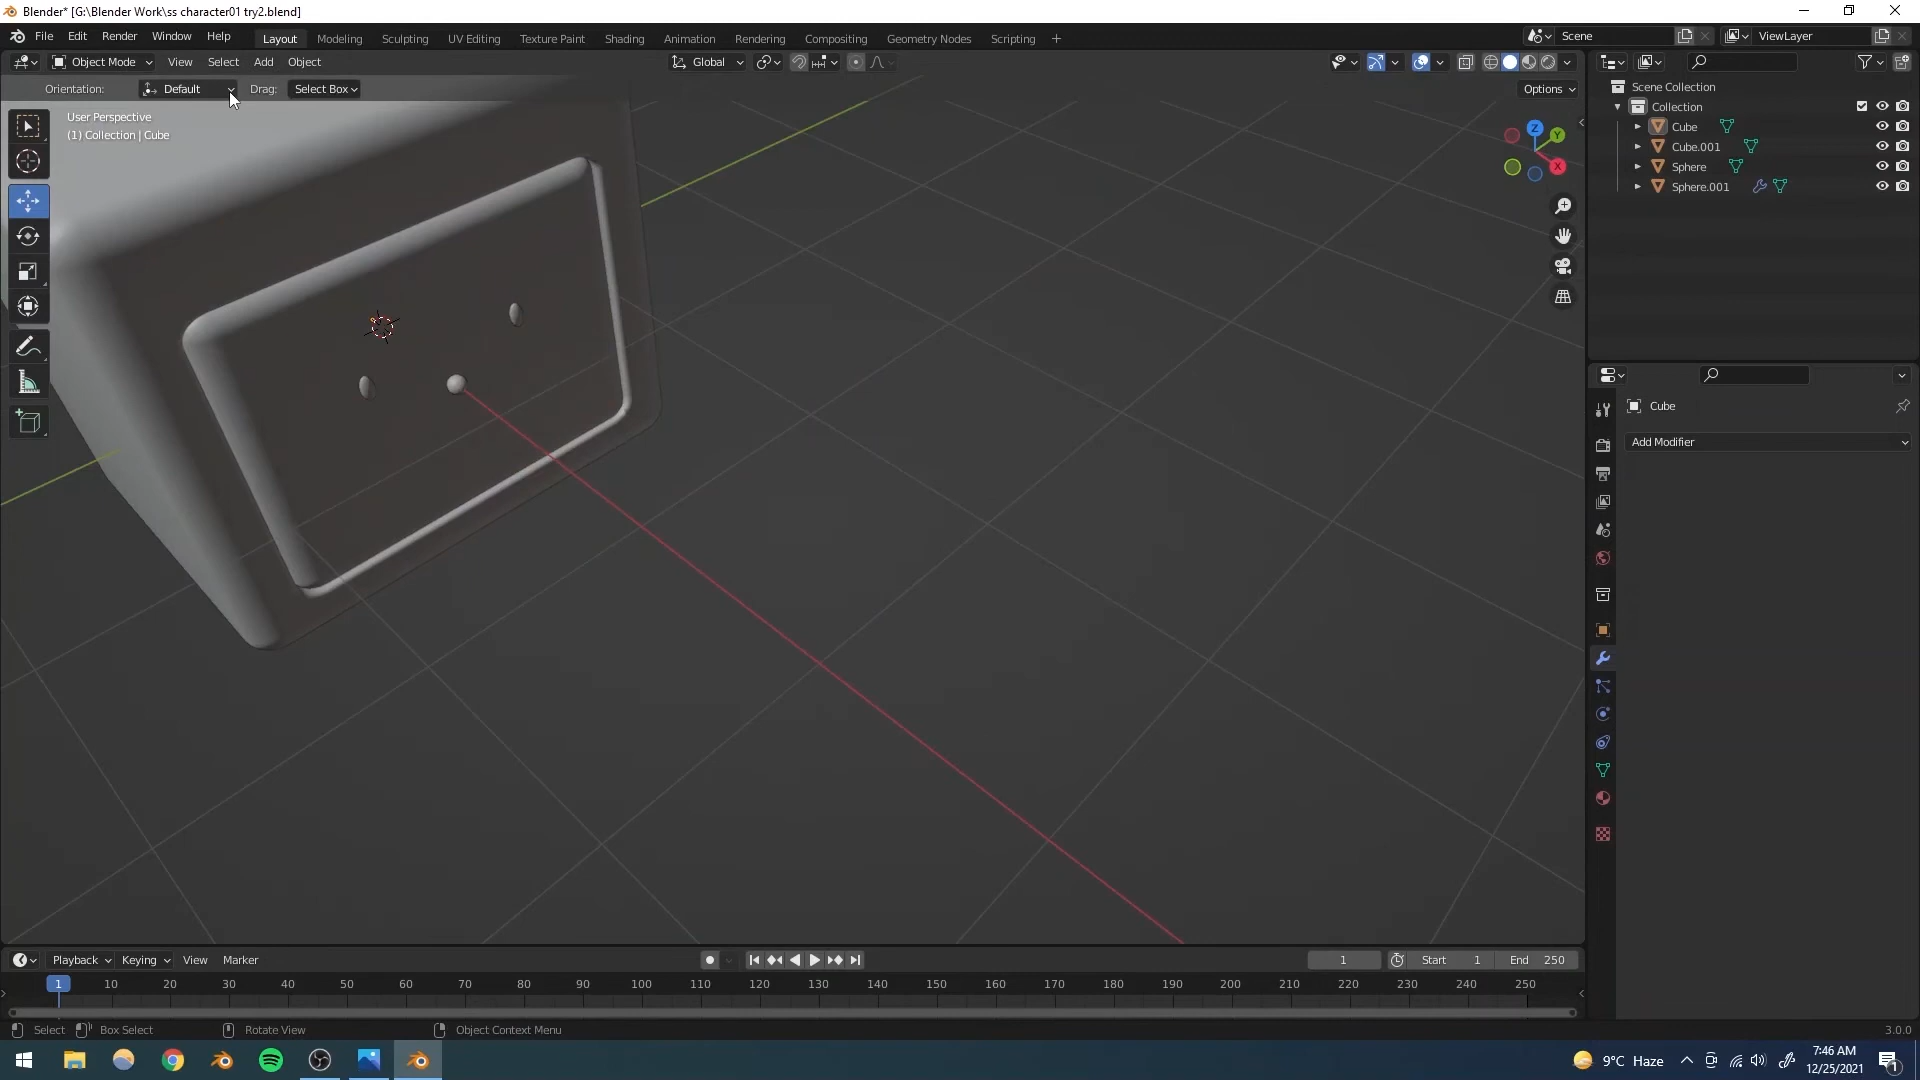 Blender* [G:\Blender Work\ss character01 try2.blend]
File Edit Render Window Help Layout Modeling Sculpting UV Editing Texture Paint Shading Animation Rendering Compositing Geometry Nodes Scripting + Scene ViewLayer
Object Mode View Select Add Object Global
Orientation: Default Drag: Select Box Options
User Perspective
(1) Collection | Cube
Z
Y
X
Scene Collection
Collection
Cube
Cube.001
Sphere
Sphere.001
Cube
Add Modifier
Playback Keying View Marker 1 Start 1 End 250
1 10 20 30 40 50 60 70 80 90 100 110 120 130 140 150 160 170 180 190 200 210 220 230 240 250
Select Box Select Rotate View Object Context Menu 3.0.0
9°C Haze
7:46 AM
12/25/2021
1